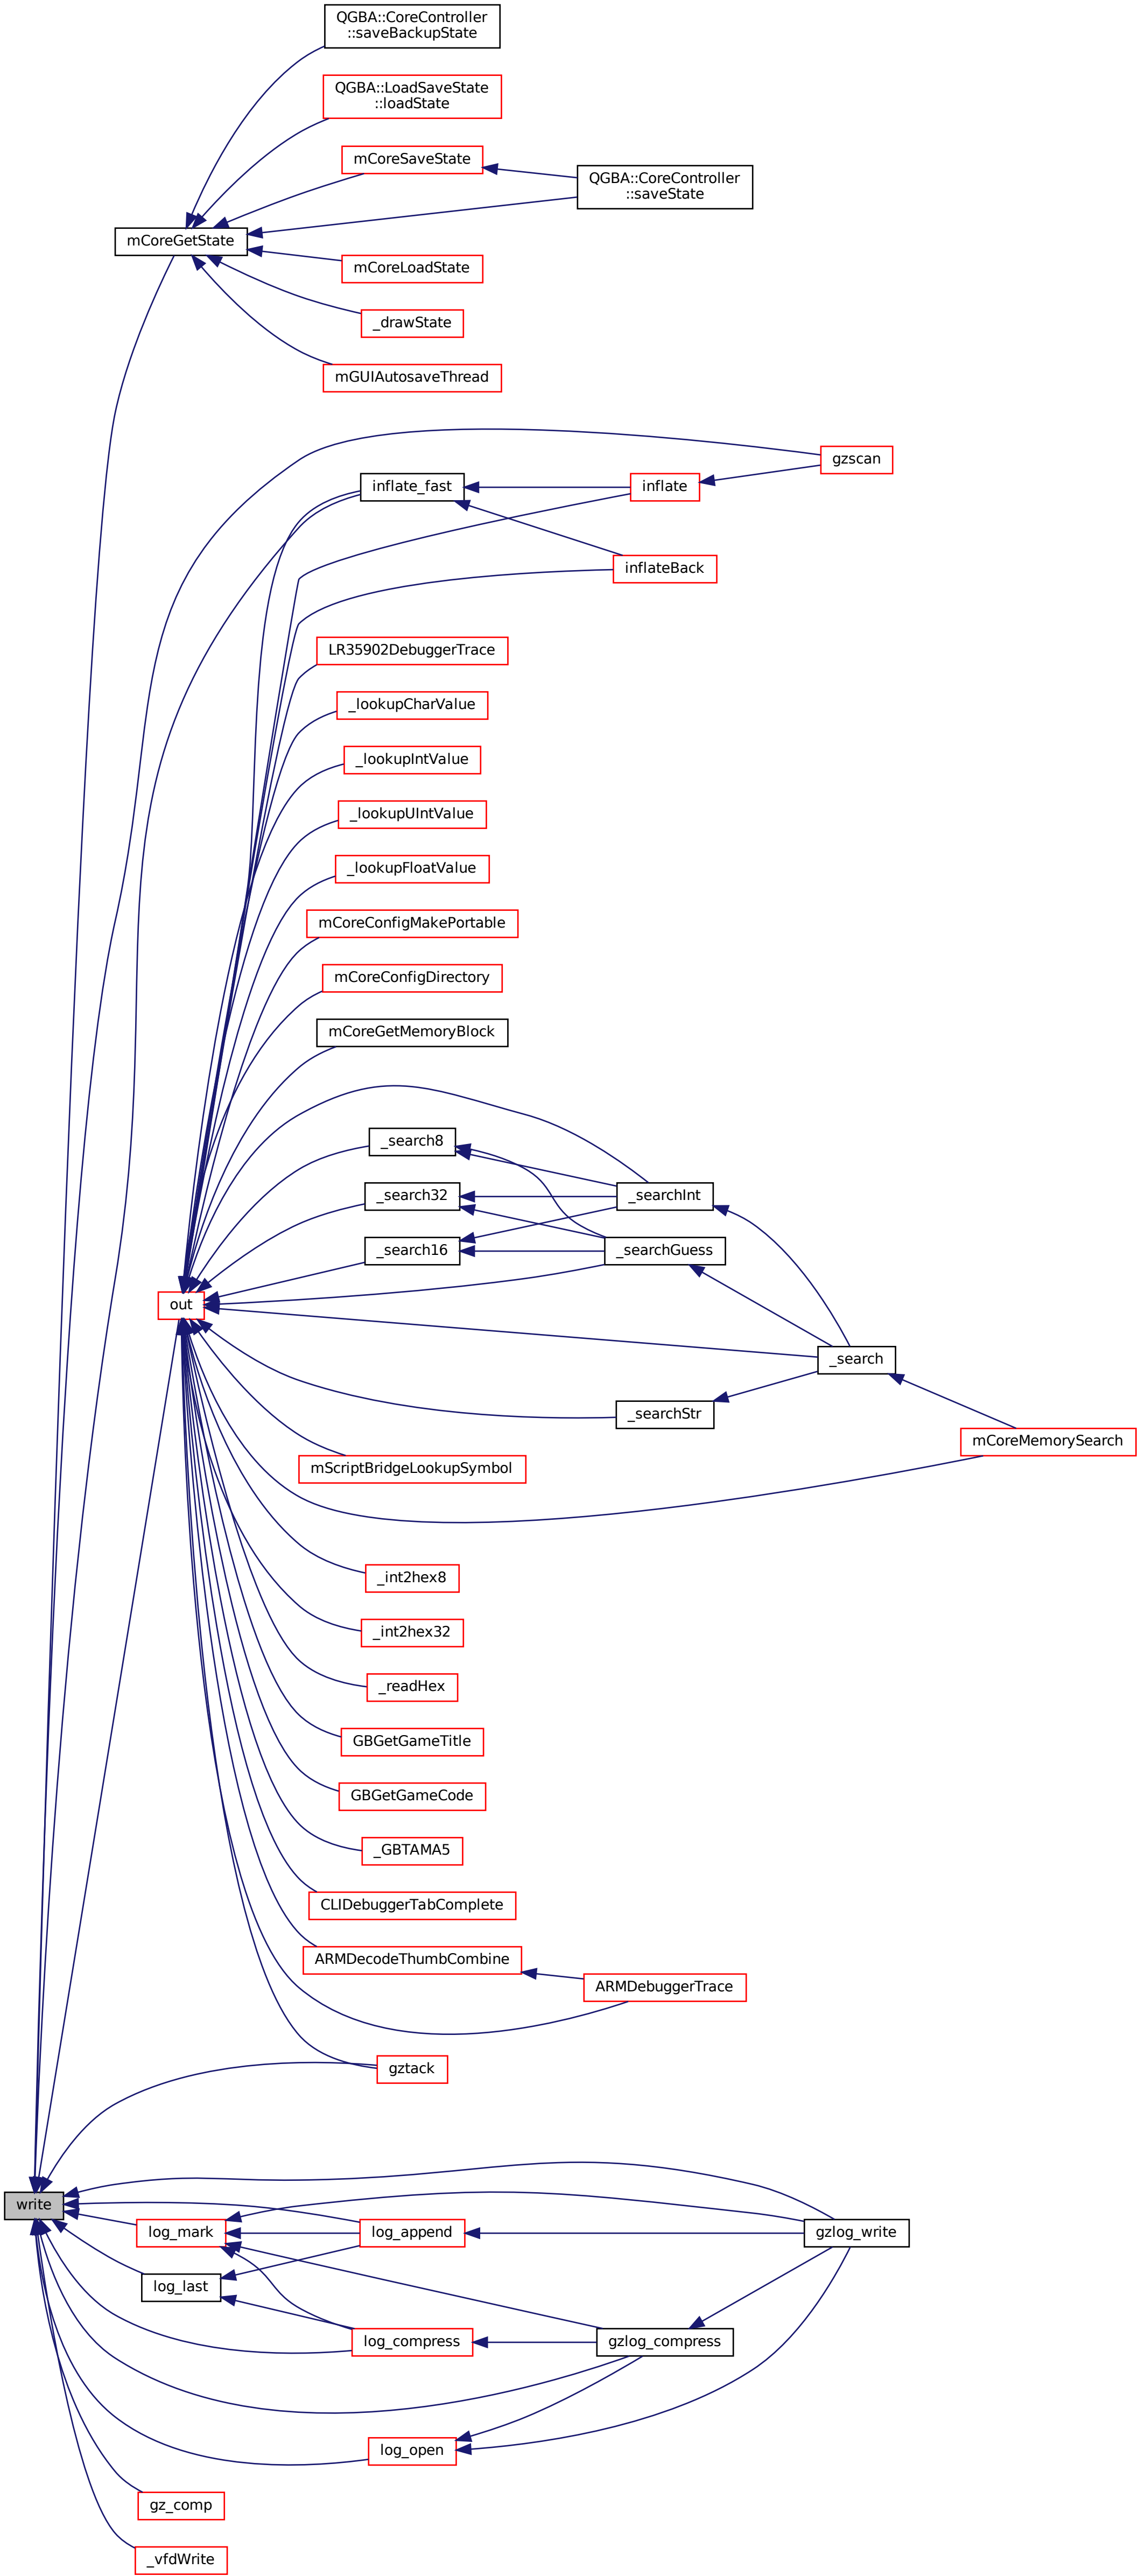 QGBA::CoreController
::saveBackupState
QGBA::LoadSaveState
::loadState
mCoreSaveState
QGBA::CoreController
::saveState
mCoreGetState
mCoreLoadState
_drawState
mGUIAutosaveThread
gzscan
inflate_fast
inflate
inflateBack
LR35902DebuggerTrace
_lookupCharValue
_lookupIntValue
_lookupUIntValue
_lookupFloatValue
mCoreConfigMakePortable
mCoreConfigDirectory
mCoreGetMemoryBlock
_search8
_search32
_searchInt
_search16
_searchGuess
out
_search
_searchStr
mCoreMemorySearch
mScriptBridgeLookupSymbol
_int2hex8
_int2hex32
_readHex
GBGetGameTitle
GBGetGameCode
_GBTAMA5
CLIDebuggerTabComplete
ARMDecodeThumbCombine
ARMDebuggerTrace
gztack
write
log_mark
log_append
gzlog_write
log_last
log_compress
gzlog_compress
log_open
gz_comp
_vfdWrite